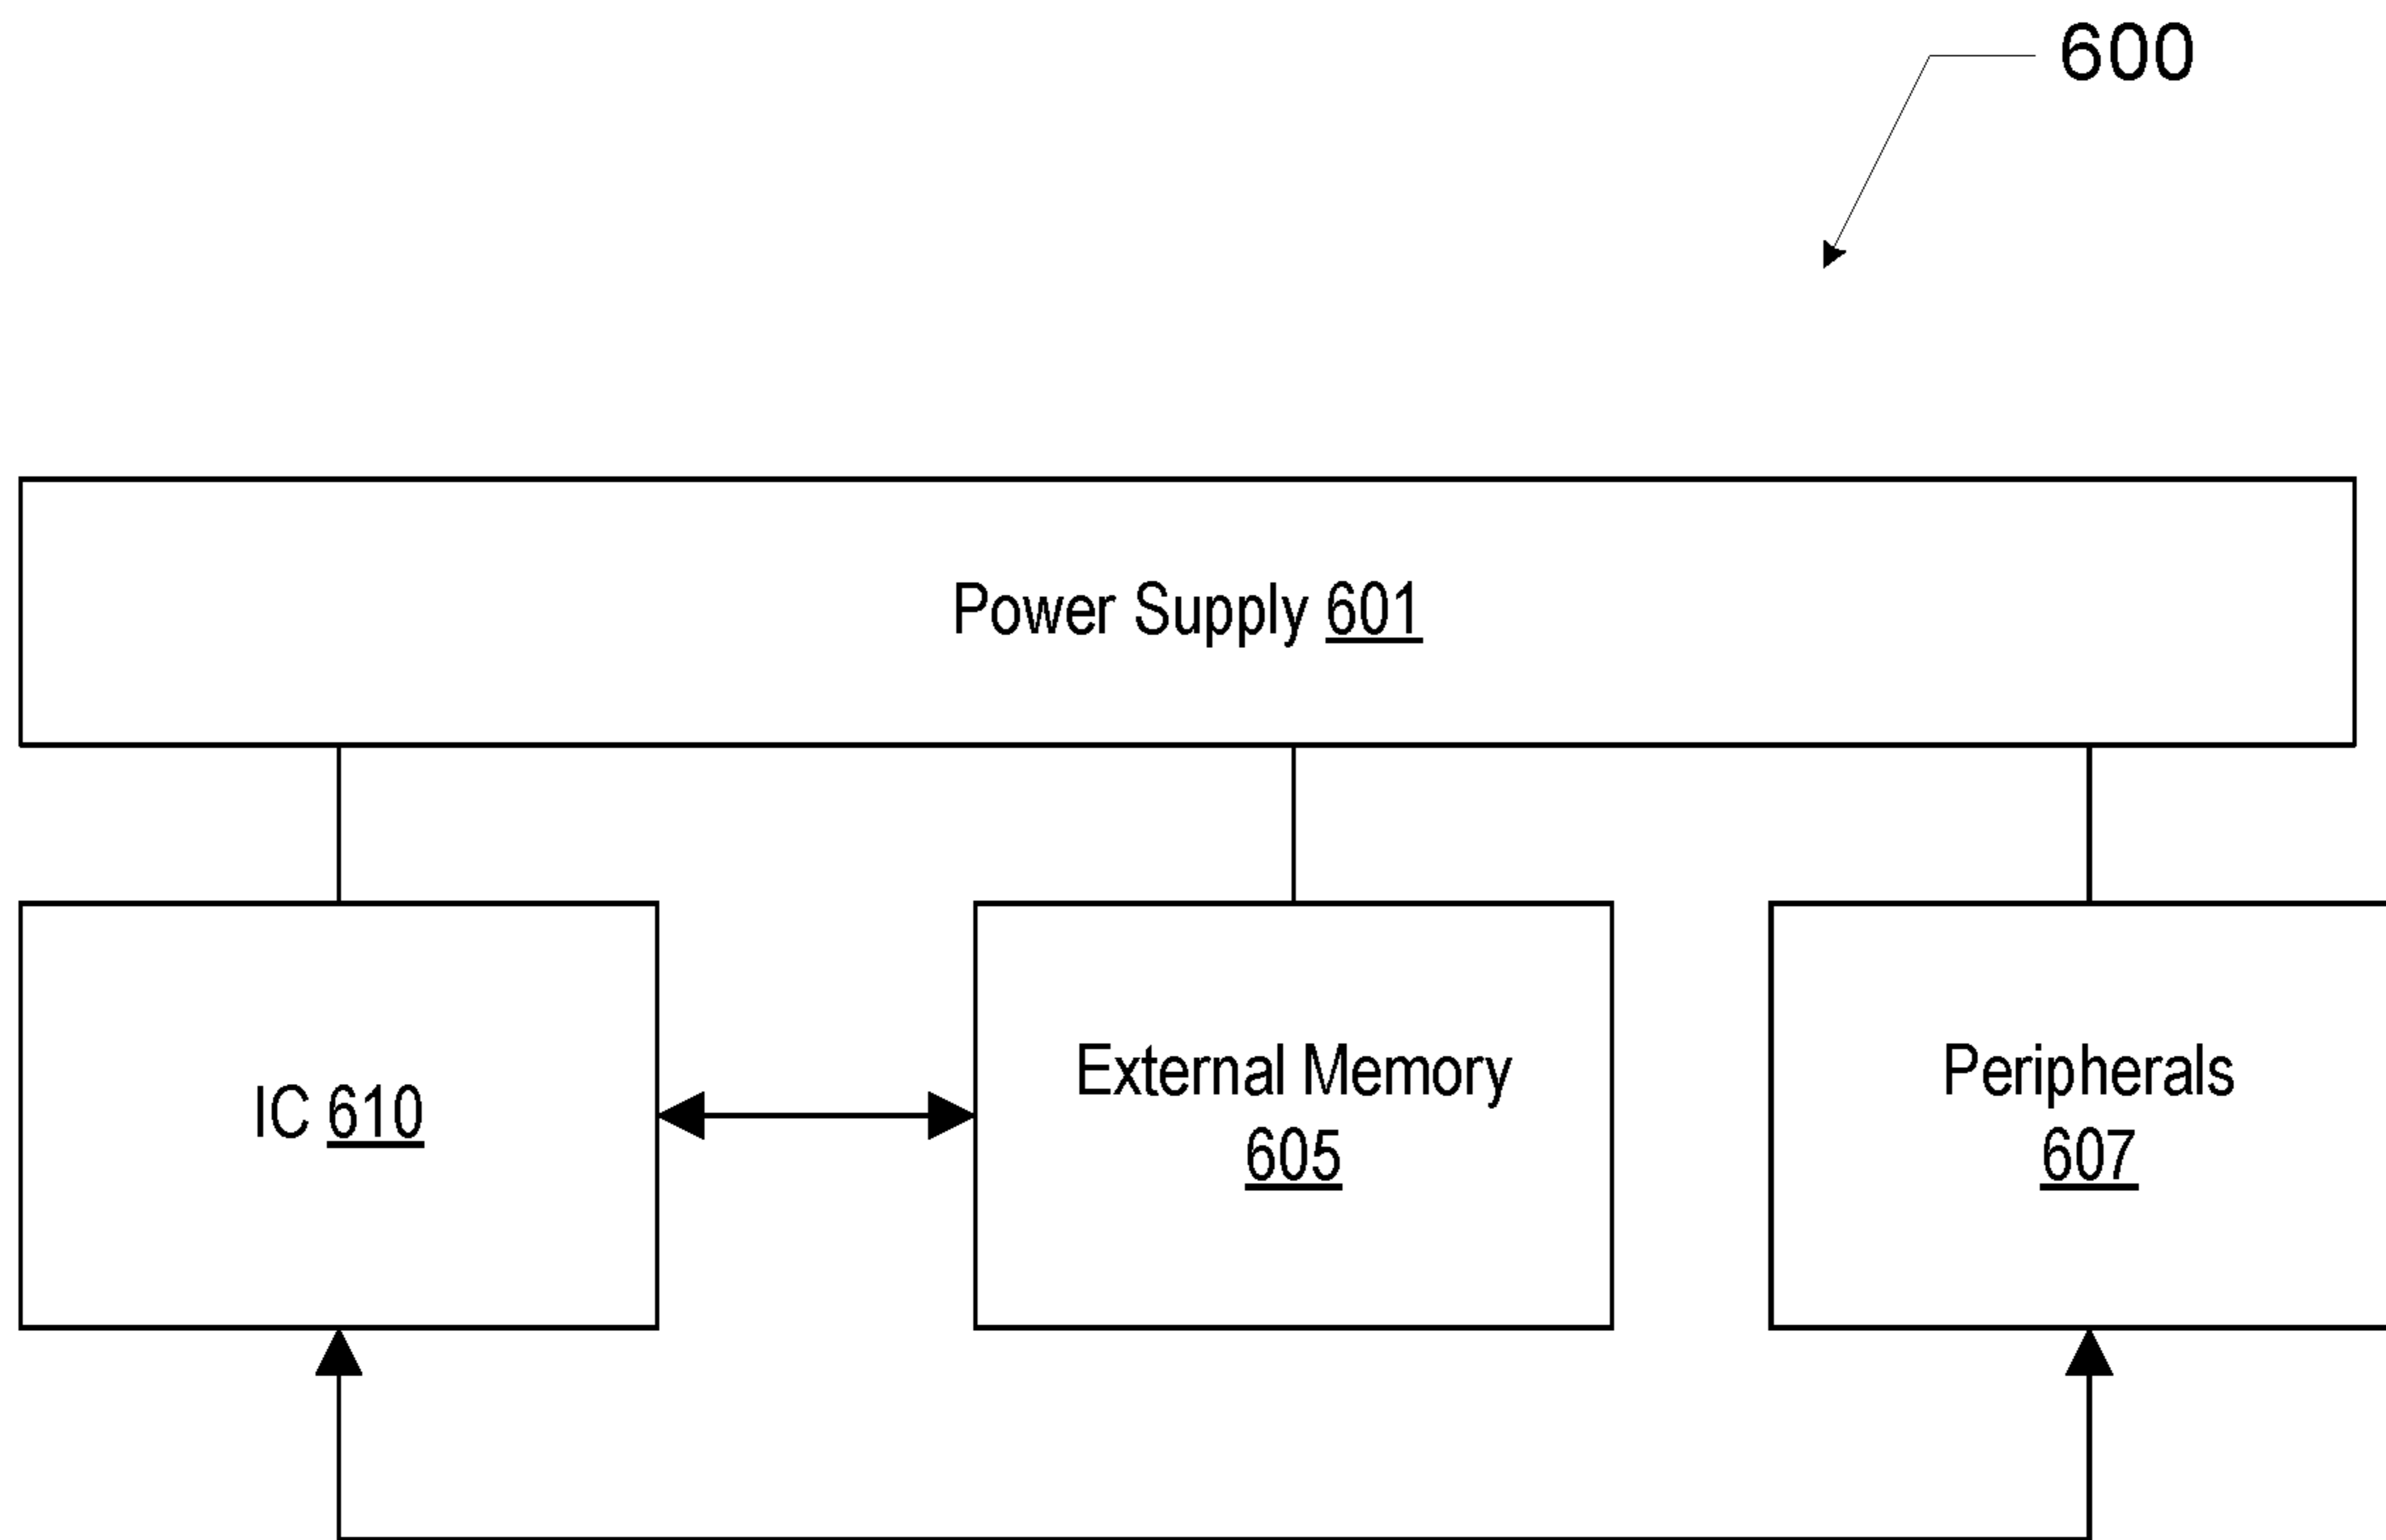 600
Power Supply 601
IC 610
External Memory
605
Peripherals
607